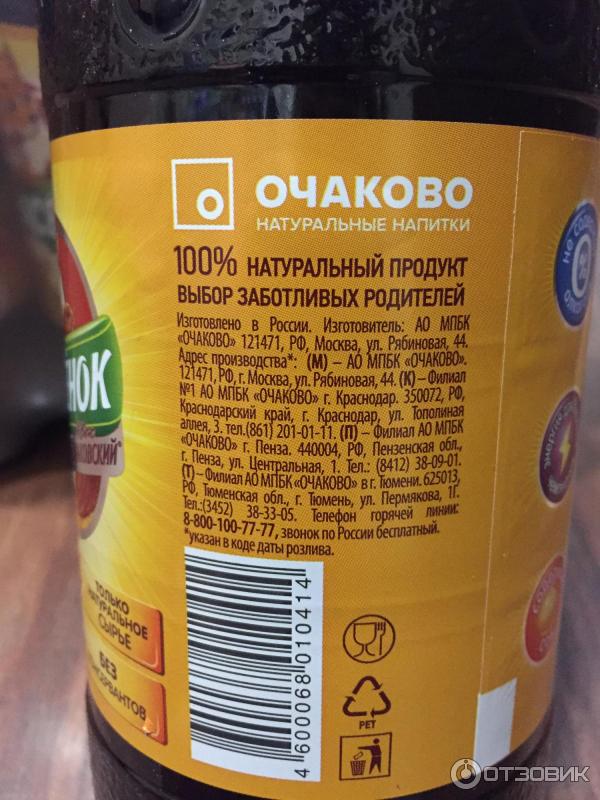 О ОЧАКОВО
НАТУРАЛЬНЫЕ НАПИТКИ
100% НАТУРАЛЬНЫЙ ПРОДУКТ
ВЫБОР ЗАБОТЛИВЫХ РОДИТЕЛЕЙ
Изготовлено в России. Изготовитель: АО МПБК
«ОЧАКОВО» 121471, РФ, Москва, ул. Рябиновая, 44.
Адрес производства*: (М) – АО МПБК «ОЧАКОВО».
121471, РФ, г. Москва, ул. Рябиновая, 44. (К) – Филиал
№1 АО МПБК «ОЧАКОВО» г. Краснодар. 350072, РФ,
Краснодарский край, г. Краснодар, ул. Тополиная
аллея, 3. тел.(861) 201-01-11. (П) – Филиал АО МПБК
«ОЧАКОВО» г. Пенза. 440004, РФ, Пензенская обл.,
г. Пенза, ул. Центральная, 1. Тел.: (8412) 38-09-01.
(Т) – Филиал АО МПБК «ОЧАКОВО» в г. Тюмени. 625013,
РФ, Тюменская обл., г. Тюмень, ул. Пермякова, 1Г.
Тел.:(3452) 38-33-05. Телефон горячей линии:
8-800-100-77-77, звонок по России бесплатный.
*указан в коде даты розлива.
4 600068 010414
PET
НОК
ТОЛЬКО
НАТУРАЛЬНОЕ
СЫРЬЕ
БЕЗ
не соде
0%
энерги
ОТЗОВИК